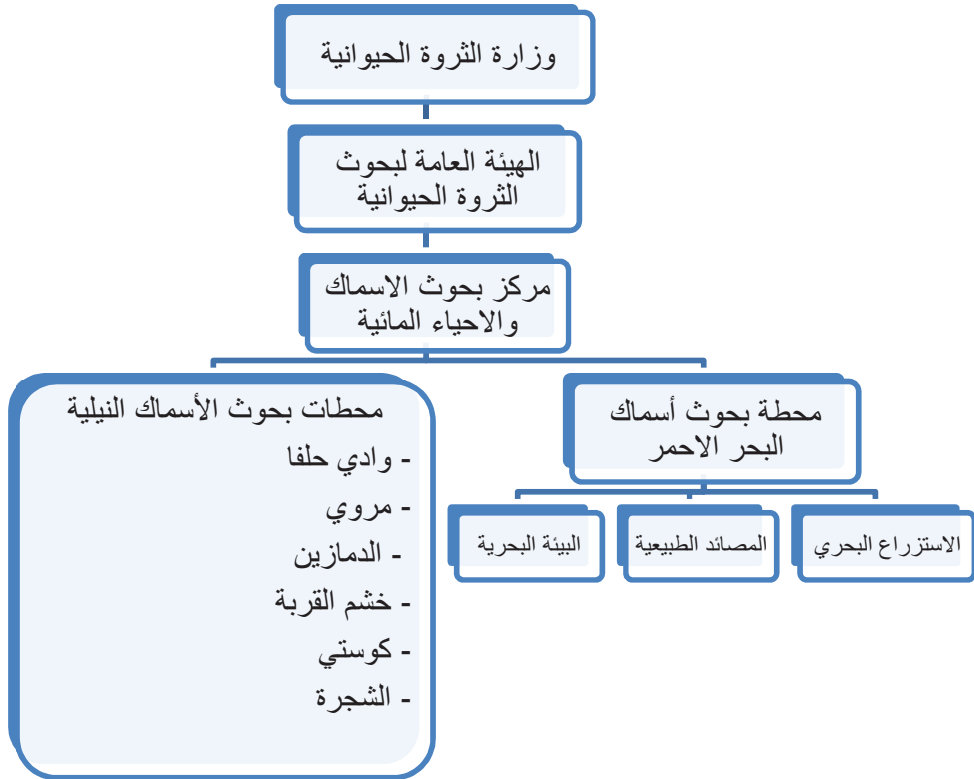 وزارة الثروة الحيوانية
الهيئة العامة لبحوث
الثروة الحيوانية
مركز بحوث الاسماك
والاحياء المائية
محطة بحوث أسماك
البحر الاحمر
الاستزراع البحري
المصائد الطبيعية
البيئة البحرية
محطات بحوث الأسماك النيلية
- وادي حلفا
- مروي
- الدمازين
- خشم القربة
- كوستي
- الشجرة